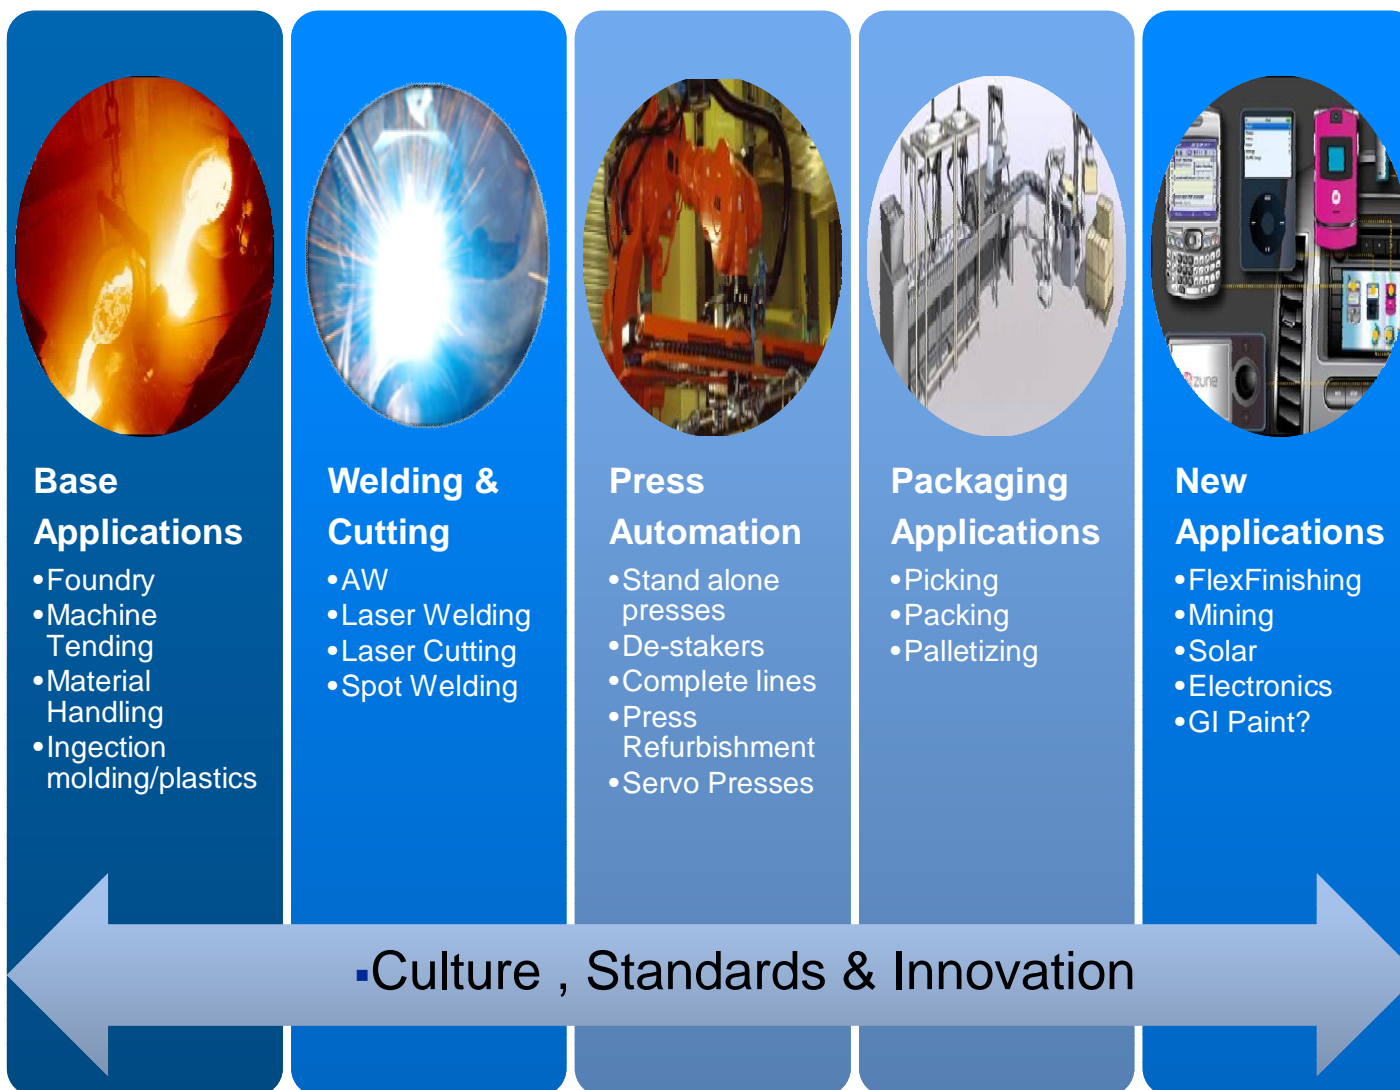 zune
Base
Applications
•Foundry
•Machine
Tending
•Material
Handling
•Ingection
molding/plastics
Welding &
Cutting
•AW
•Laser Welding
•Laser Cutting
•Spot Welding
Press
Automation
•Stand alone
presses
•De-stakers
•Complete lines
•Press
Refurbishment
•Servo Presses
Packaging
Applications
•Picking
•Packing
•Palletizing
New
Applications
•FlexFinishing
•Mining
•Solar
•Electronics
•GI Paint?
▪Culture , Standards & Innovation